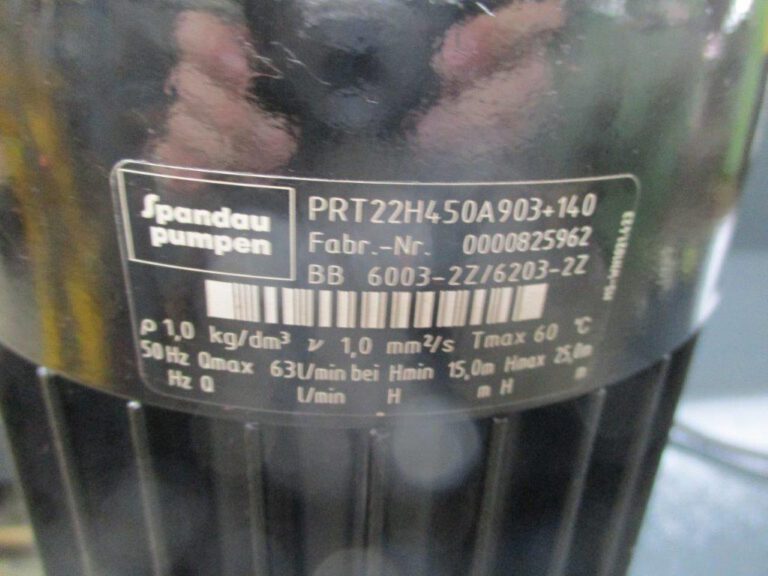 Spandau
pumpen
PRT22H450A903+140
Fabr.-Nr. 0000825962
BB 6003-2Z/6203-2Z
ρ 1,0 kg/dm³ ν 1,0 mm²/s Tmax 60 °C
50 Hz Qmax 63l/min bei Hmin 15,0m Hmax 25,0m
Hz Q l/min H m H m